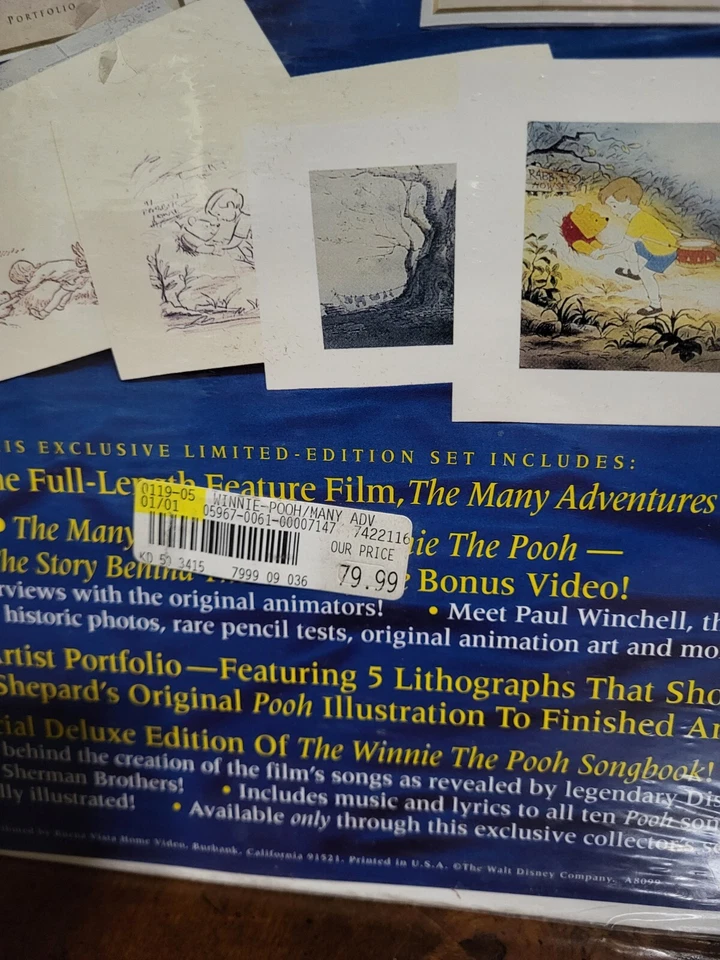 PORTFOLIO
IS EXCLUSIVE LIMITED-EDITION SET INCLUDES:
e Full-Length Feature Film, The Many Adventures
• The Many
ie The Pooh —
he Story Behind
Bonus Video!
0119-05 WINNIE-POOH/MANY ADV
01/01 05967-0061-00007147 7422116
OUR PRICE
KD 59 3415 7999 09 036 79.99
rviews with the original animators! • Meet Paul Winchell, th
historic photos, rare pencil tests, original animation art and mo
rtist Portfolio—Featuring 5 Lithographs That Sho
Shepard's Original Pooh Illustration To Finished Ar
ial Deluxe Edition Of The Winnie The Pooh Songbook!
behind the creation of the film's songs as revealed by legendary Dis
Sherman Brothers! • Includes music and lyrics to all ten Pooh son
lly illustrated! • Available only through this exclusive collector's se
by Buena Vista Home Video, Burbank, California 91521. Printed in U.S.A. ©The Walt Disney Company. A8099